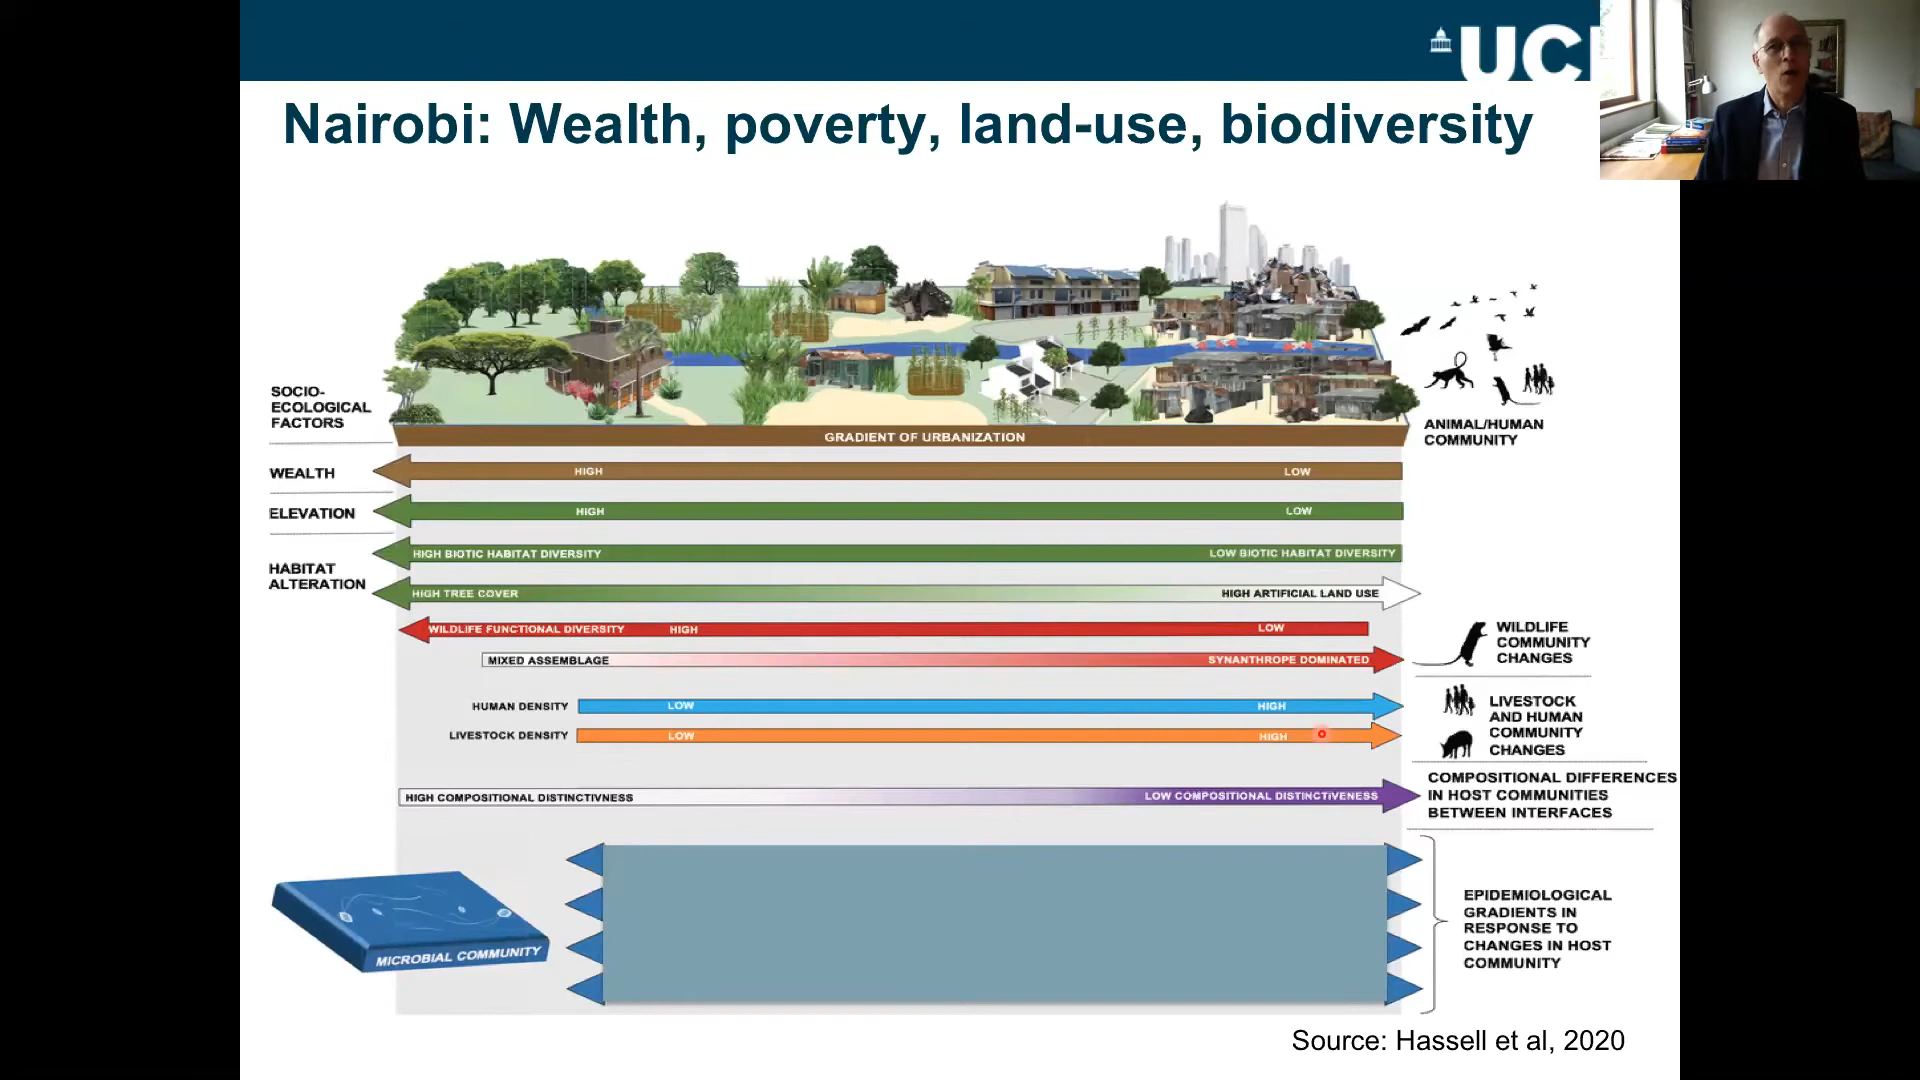 UCL
Nairobi: Wealth, poverty, land-use, biodiversity
SOCIO-
ECOLOGICAL
FACTORS
GRADIENT OF URBANIZATION
ANIMAL/HUMAN
COMMUNITY
WEALTH
HIGH
LOW
ELEVATION
HIGH
LOW
HABITAT
ALTERATION
HIGH BIOTIC HABITAT DIVERSITY
LOW BIOTIC HABITAT DIVERSITY
HIGH TREE COVER
HIGH ARTIFICIAL LAND USE
WILDLIFE FUNCTIONAL DIVERSITY
HIGH
LOW
MIXED ASSEMBLAGE
SYNANTHROPE DOMINATED
WILDLIFE
COMMUNITY
CHANGES
HUMAN DENSITY
LOW
HIGH
LIVESTOCK DENSITY
LOW
HIGH
LIVESTOCK
AND HUMAN
COMMUNITY
CHANGES
HIGH COMPOSITIONAL DISTINCTIVNESS
LOW COMPOSITIONAL DISTINCTIVENESS
COMPOSITIONAL DIFFERENCES
IN HOST COMMUNITIES
BETWEEN INTERFACES
MICROBIAL COMMUNITY
EPIDEMIOLOGICAL
GRADIENTS IN
RESPONSE TO
CHANGES IN HOST
COMMUNITY
Source: Hassell et al, 2020